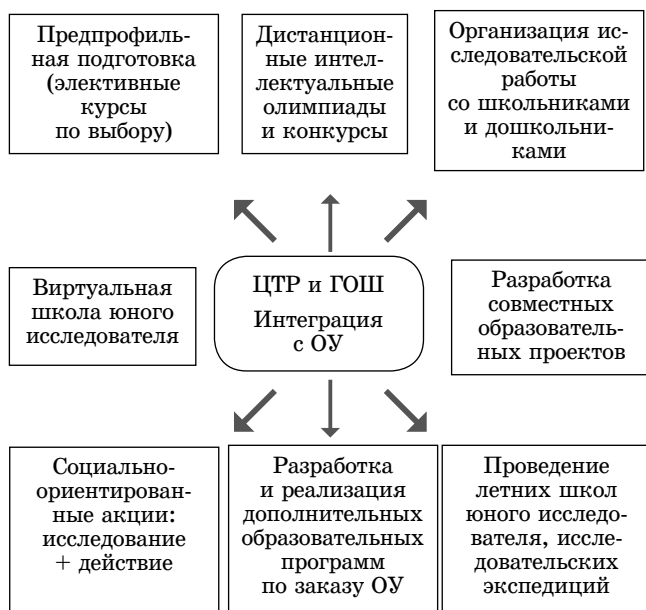 Предпрофиль-
ная подготовка
(элективные
курсы
по выбору)
Дистанцион-
ные интел-
лектуальные
олимпиады
и конкурсы
Организация ис-
следовательской
работы
со школьниками
и дошкольни-
ками
Виртуальная
школа юного
исследователя
ЦТР и ГОШ
Интеграция
с ОУ
Разработка
совместных
образователь-
ных проектов
Социально-
ориентирован-
ные акции:
исследование
+ действие
Разработка
и реализация
дополнительных
образовательных
программ
по заказу ОУ
Проведение
летних школ
юного исследо-
вателя, иссле-
довательских
экспедиций